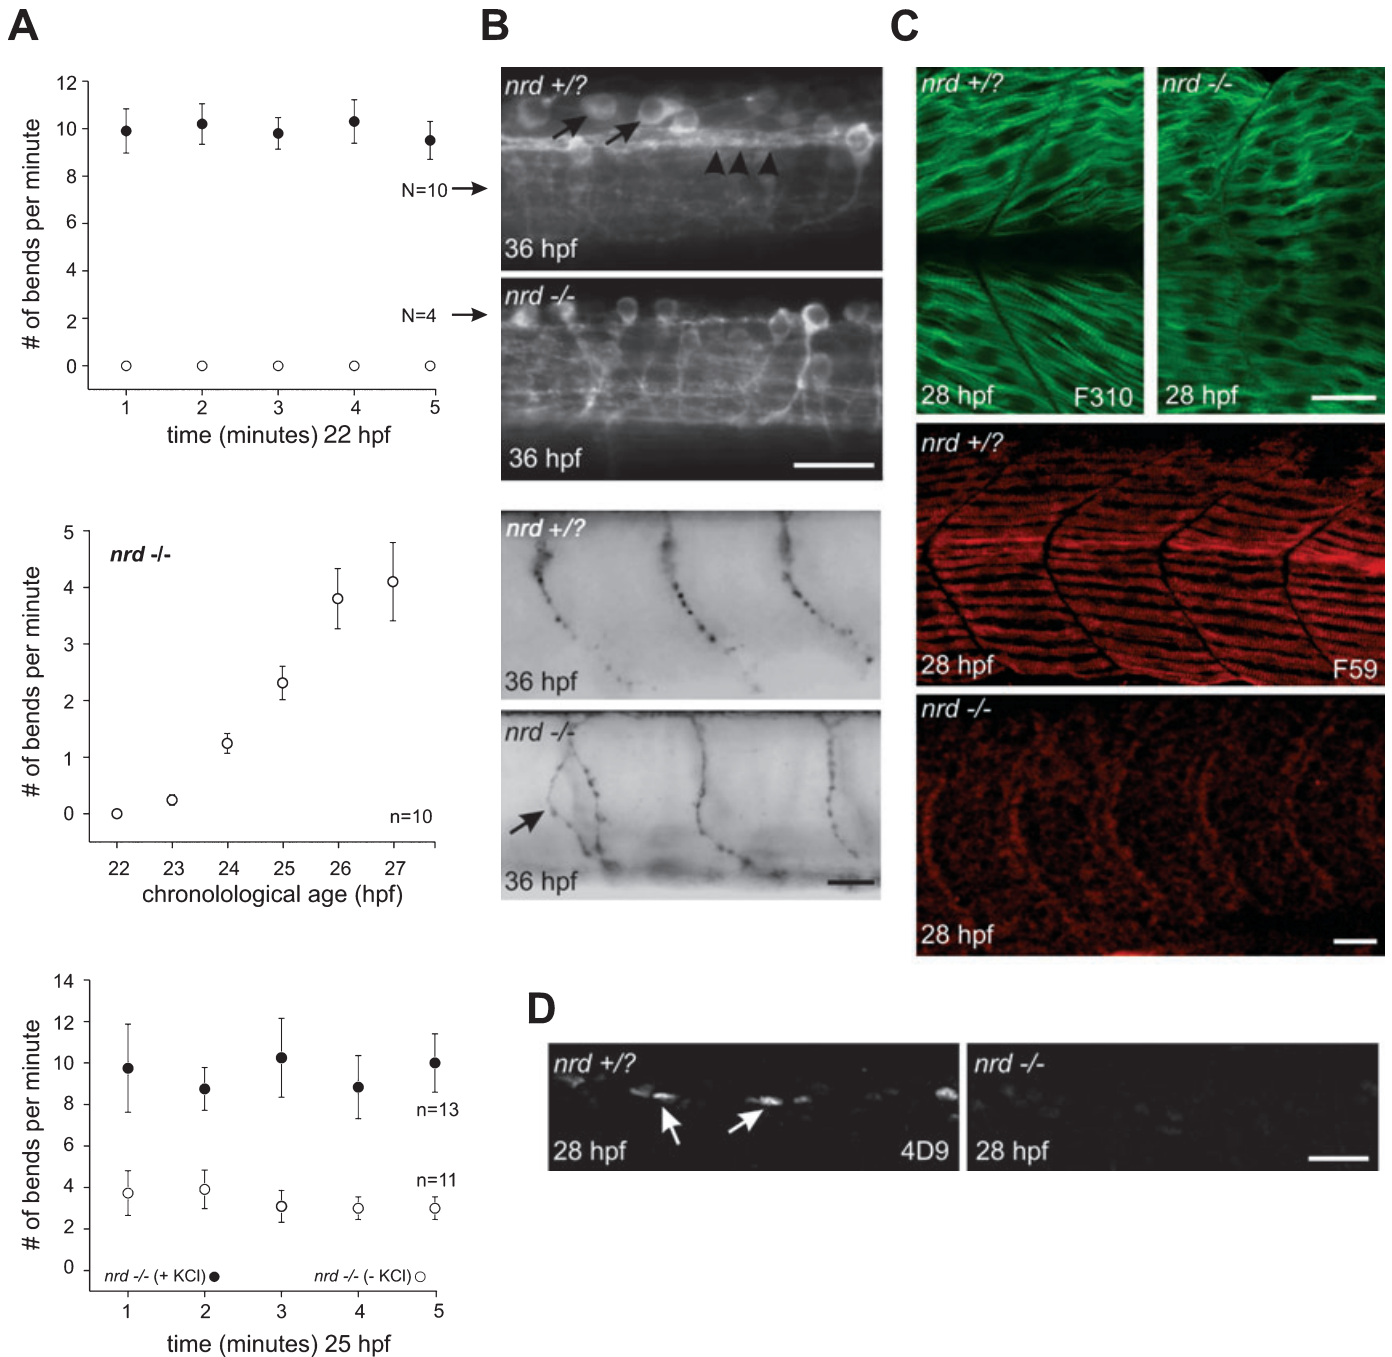 A
12
10
8
6
4
2
0
# of bends per minute
N=10
N=4
1 2 3 4 5
time (minutes) 22 hpf
5
4
3
2
1
0
# of bends per minute
nrd -/-
n=10
22 23 24 25 26 27
chronolological age (hpf)
14
12
10
8
6
4
2
0
# of bends per minute
n=13
n=11
nrd -/- (+ KCl)
nrd -/- (- KCl)
1 2 3 4 5
time (minutes) 25 hpf
B
nrd +/?
36 hpf
nrd -/-
36 hpf
nrd +/?
36 hpf
nrd -/-
36 hpf
C
nrd +/?
28 hpf
F310
nrd -/-
28 hpf
nrd +/?
28 hpf
F59
nrd -/-
28 hpf
D
nrd +/?
28 hpf
4D9
nrd -/-
28 hpf